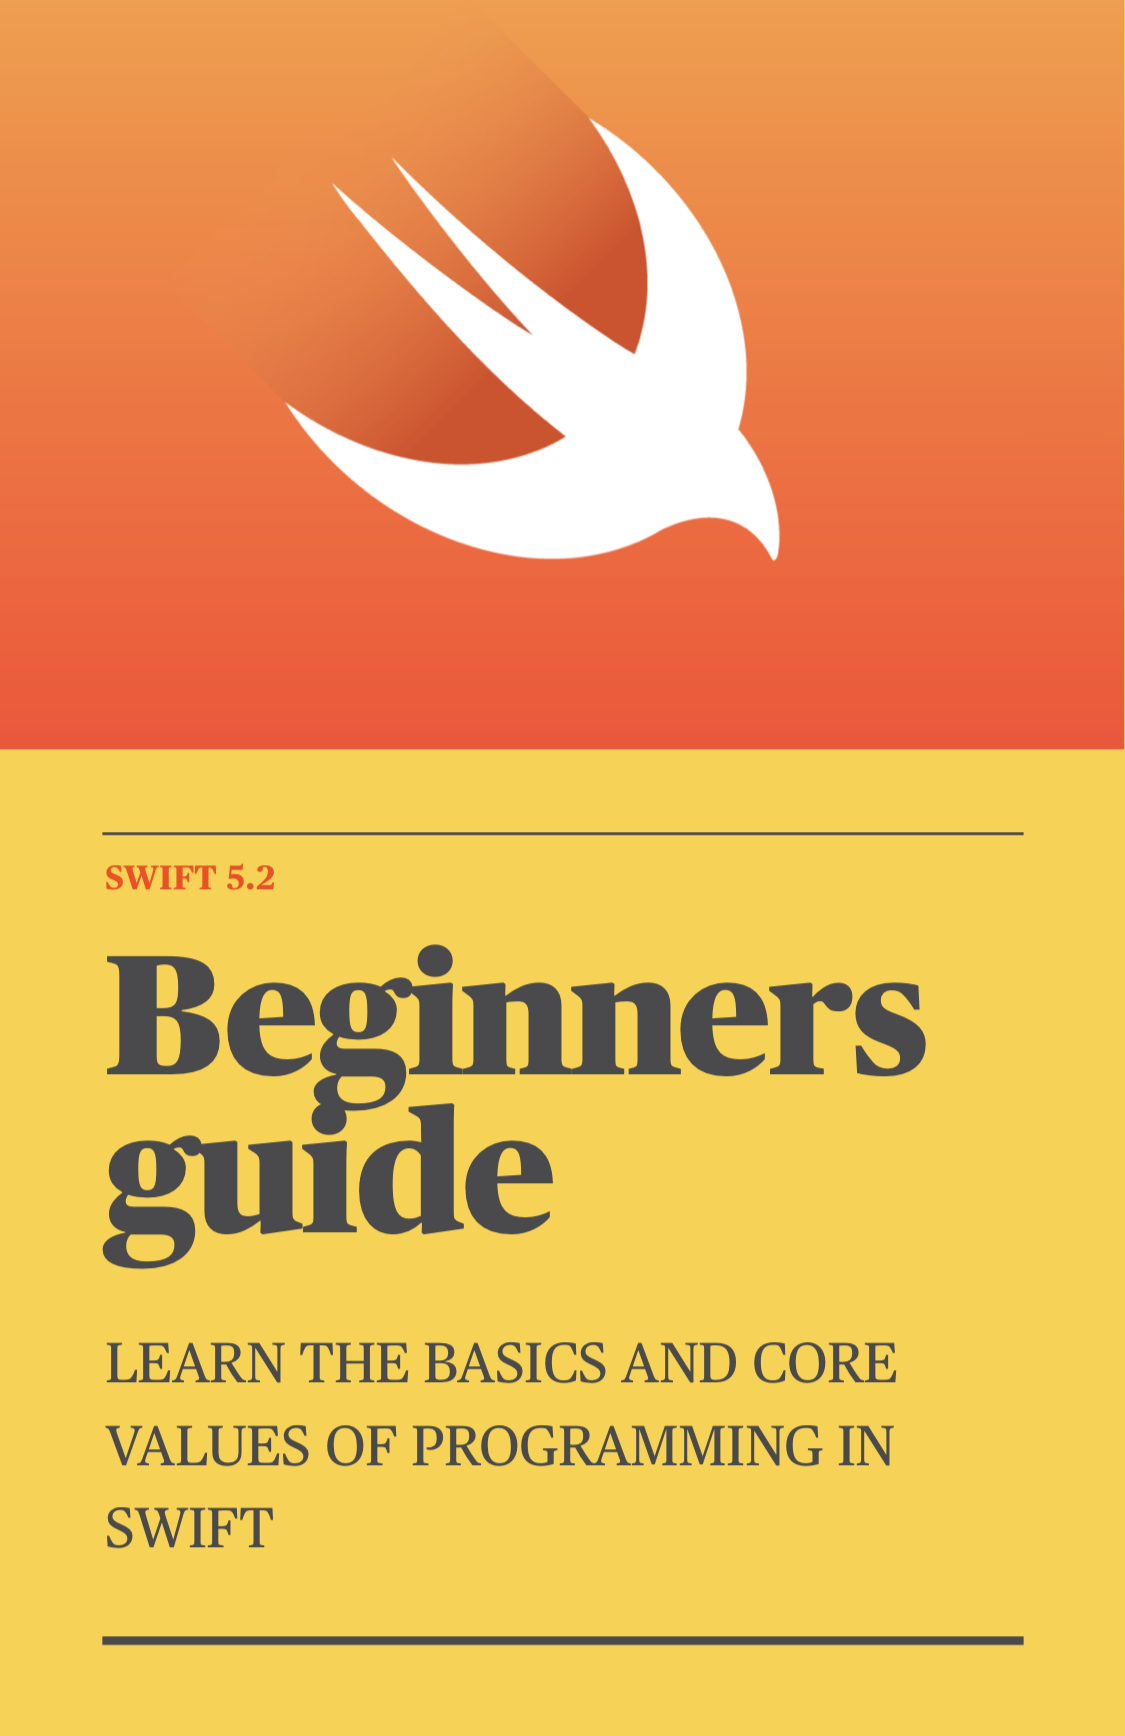 SWIFT 5.2
Beginners
guide
LEARN THE BASICS AND CORE
VALUES OF PROGRAMMING IN
SWIFT